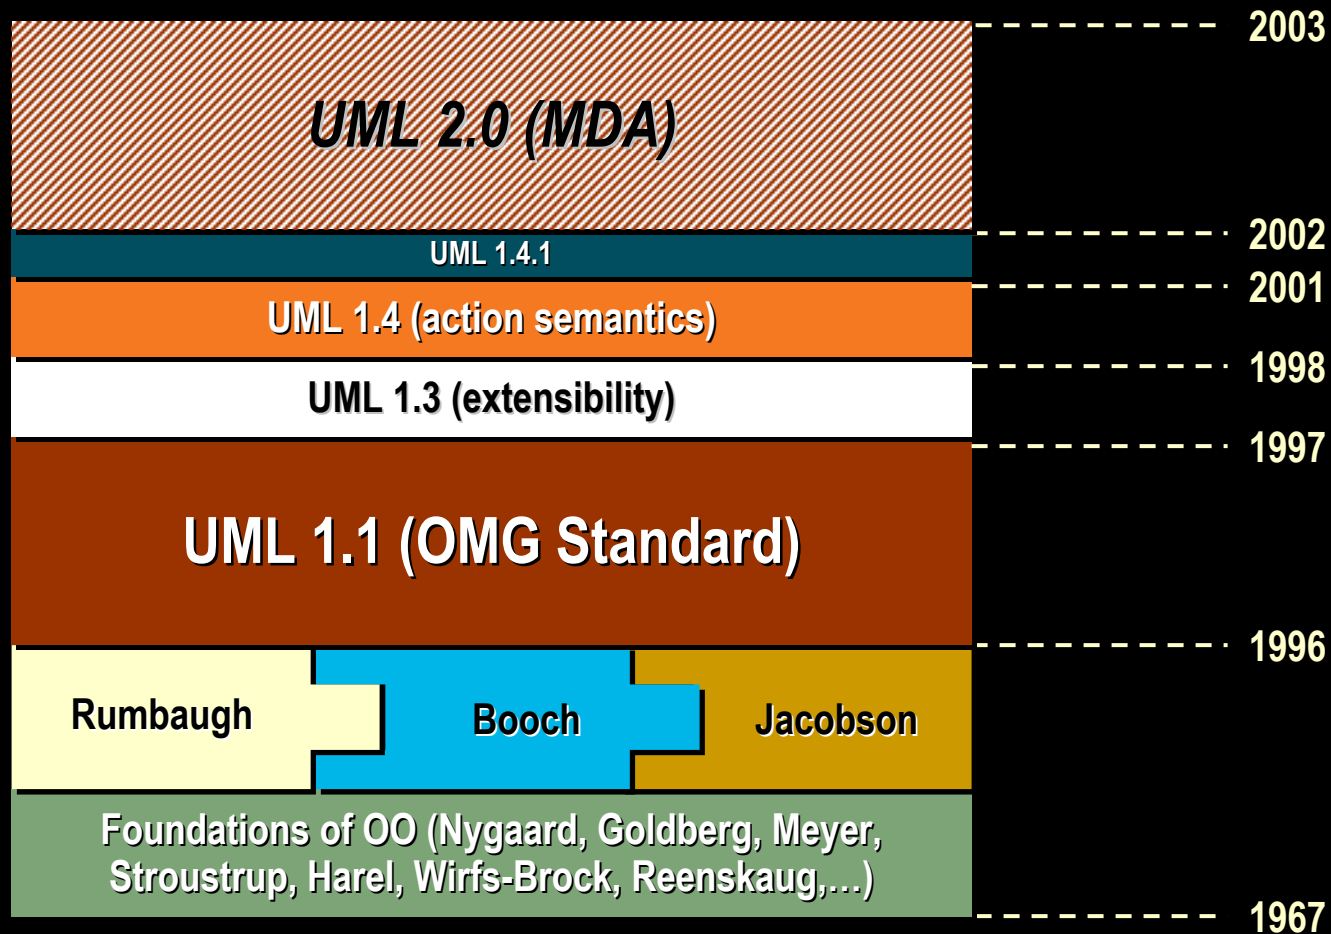 2003
UML 2.0 (MDA)
2002
UML 1.4.1
2001
UML 1.4 (action semantics)
1998
UML 1.3 (extensibility)
1997
UML 1.1 (OMG Standard)
1996
Rumbaugh
Booch
Jacobson
Foundations of OO (Nygaard, Goldberg, Meyer,
Stroustrup, Harel, Wirfs-Brock, Reenskaug,...)
1967